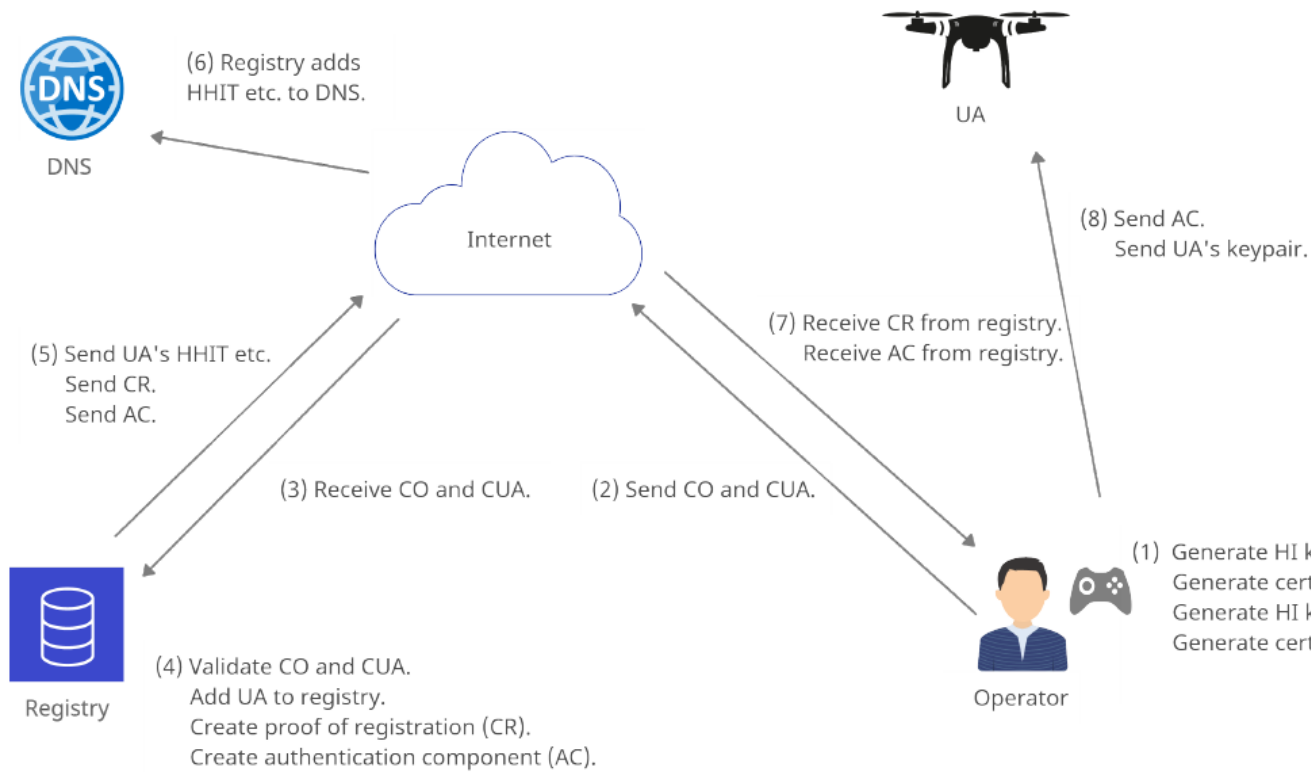 DNS
DNS
(6) Registry adds
HHIT etc. to DNS.
UA
Internet
(8) Send AC.
Send UA's keypair.
(7) Receive CR from registry.
Receive AC from registry.
(5) Send UA's HHIT etc.
Send CR.
Send AC.
(3) Receive CO and CUA.
(2) Send CO and CUA.
(1) Generate HI k
Generate cert
Generate HI k
Generate cert
Operator
Registry
(4) Validate CO and CUA.
Add UA to registry.
Create proof of registration (CR).
Create authentication component (AC).